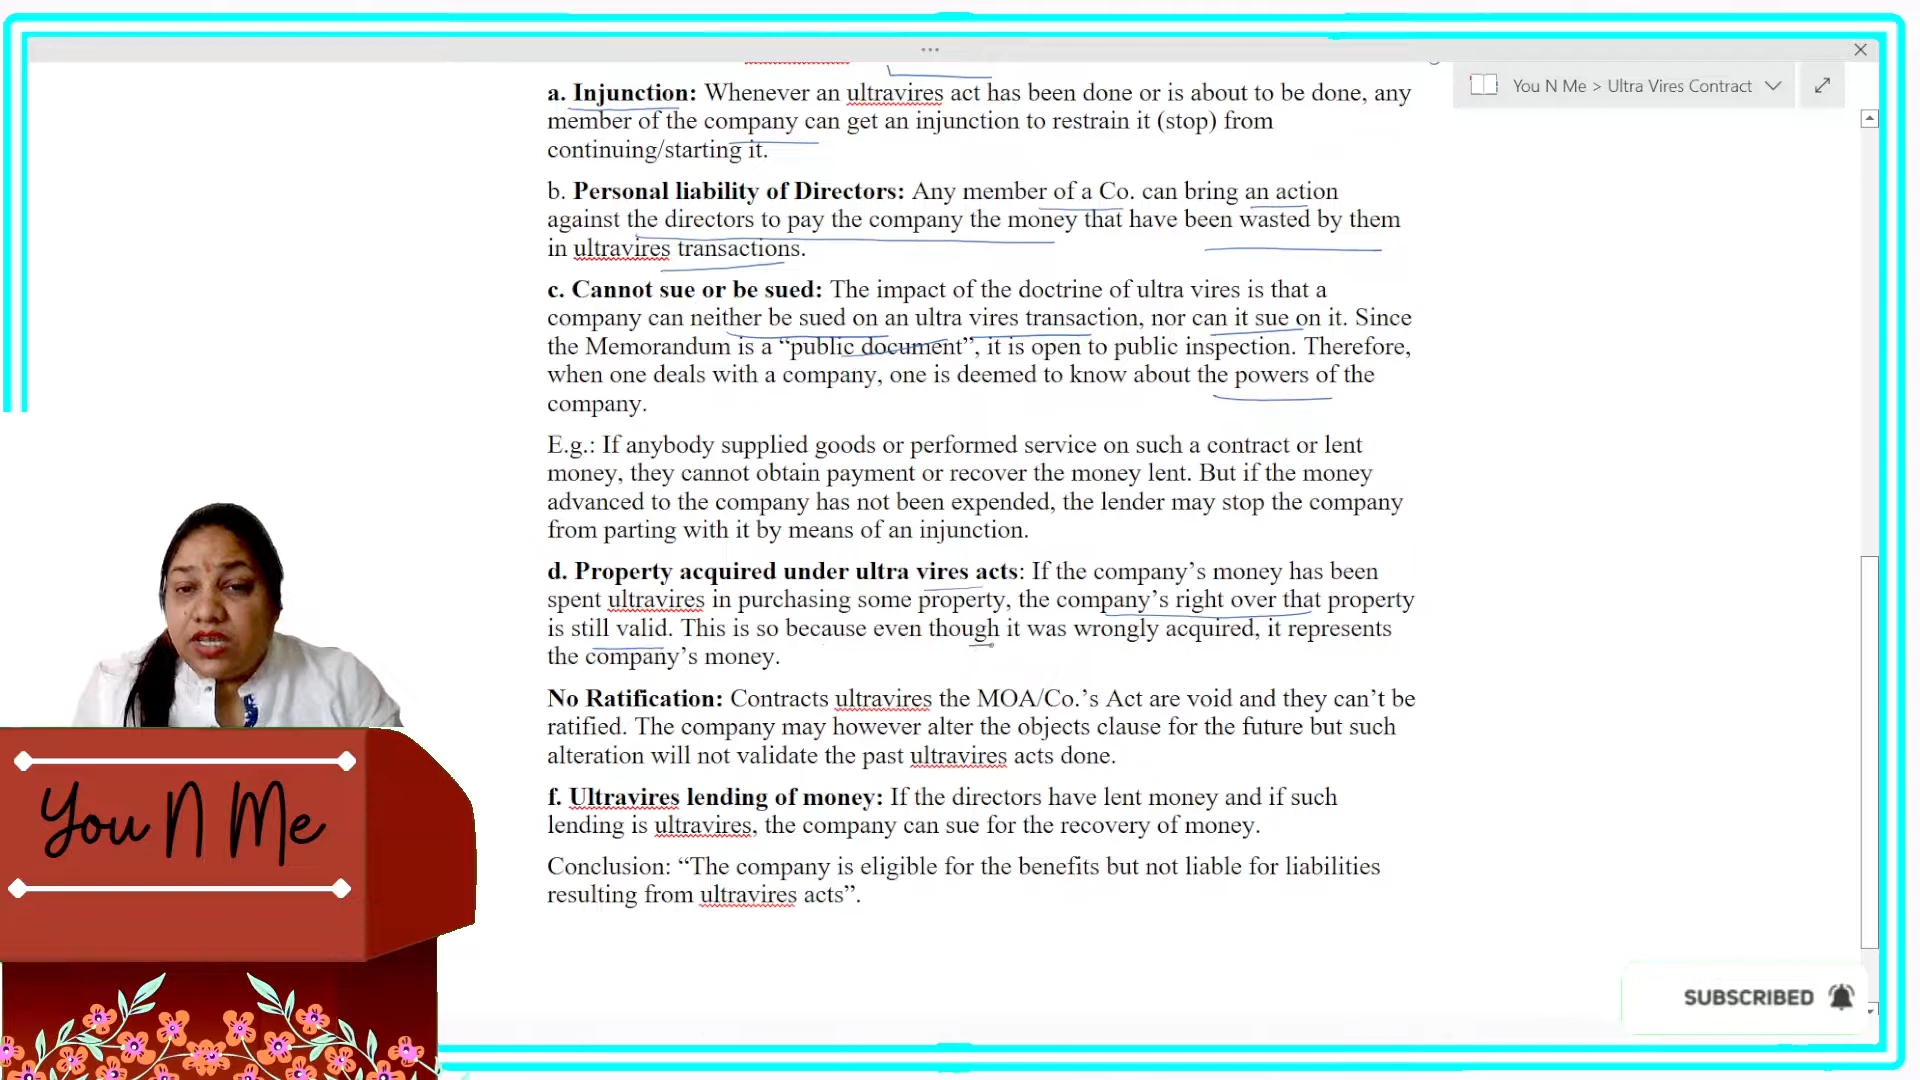 You N Me > Ultra Vires Contract
a. Injunction: Whenever an ultravires act has been done or is about to be done, any
member of the company can get an injunction to restrain it (stop) from
continuing/starting it.
b. Personal liability of Directors: Any member of a Co. can bring an action
against the directors to pay the company the money that have been wasted by them
in ultravires transactions.
c. Cannot sue or be sued: The impact of the doctrine of ultra vires is that a
company can neither be sued on an ultra vires transaction, nor can it sue on it. Since
the Memorandum is a “public document”, it is open to public inspection. Therefore,
when one deals with a company, one is deemed to know about the powers of the
company.
E.g.: If anybody supplied goods or performed service on such a contract or lent
money, they cannot obtain payment or recover the money lent. But if the money
advanced to the company has not been expended, the lender may stop the company
from parting with it by means of an injunction.
d. Property acquired under ultra vires acts: If the company’s money has been
spent ultravires in purchasing some property, the company’s right over that property
is still valid. This is so because even though it was wrongly acquired, it represents
the company’s money.
No Ratification: Contracts ultravires the MOA/Co.’s Act are void and they can’t be
ratified. The company may however alter the objects clause for the future but such
alteration will not validate the past ultravires acts done.
f. Ultravires lending of money: If the directors have lent money and if such
lending is ultravires, the company can sue for the recovery of money.
Conclusion: “The company is eligible for the benefits but not liable for liabilities
resulting from ultravires acts”.
You N Me
SUBSCRIBED